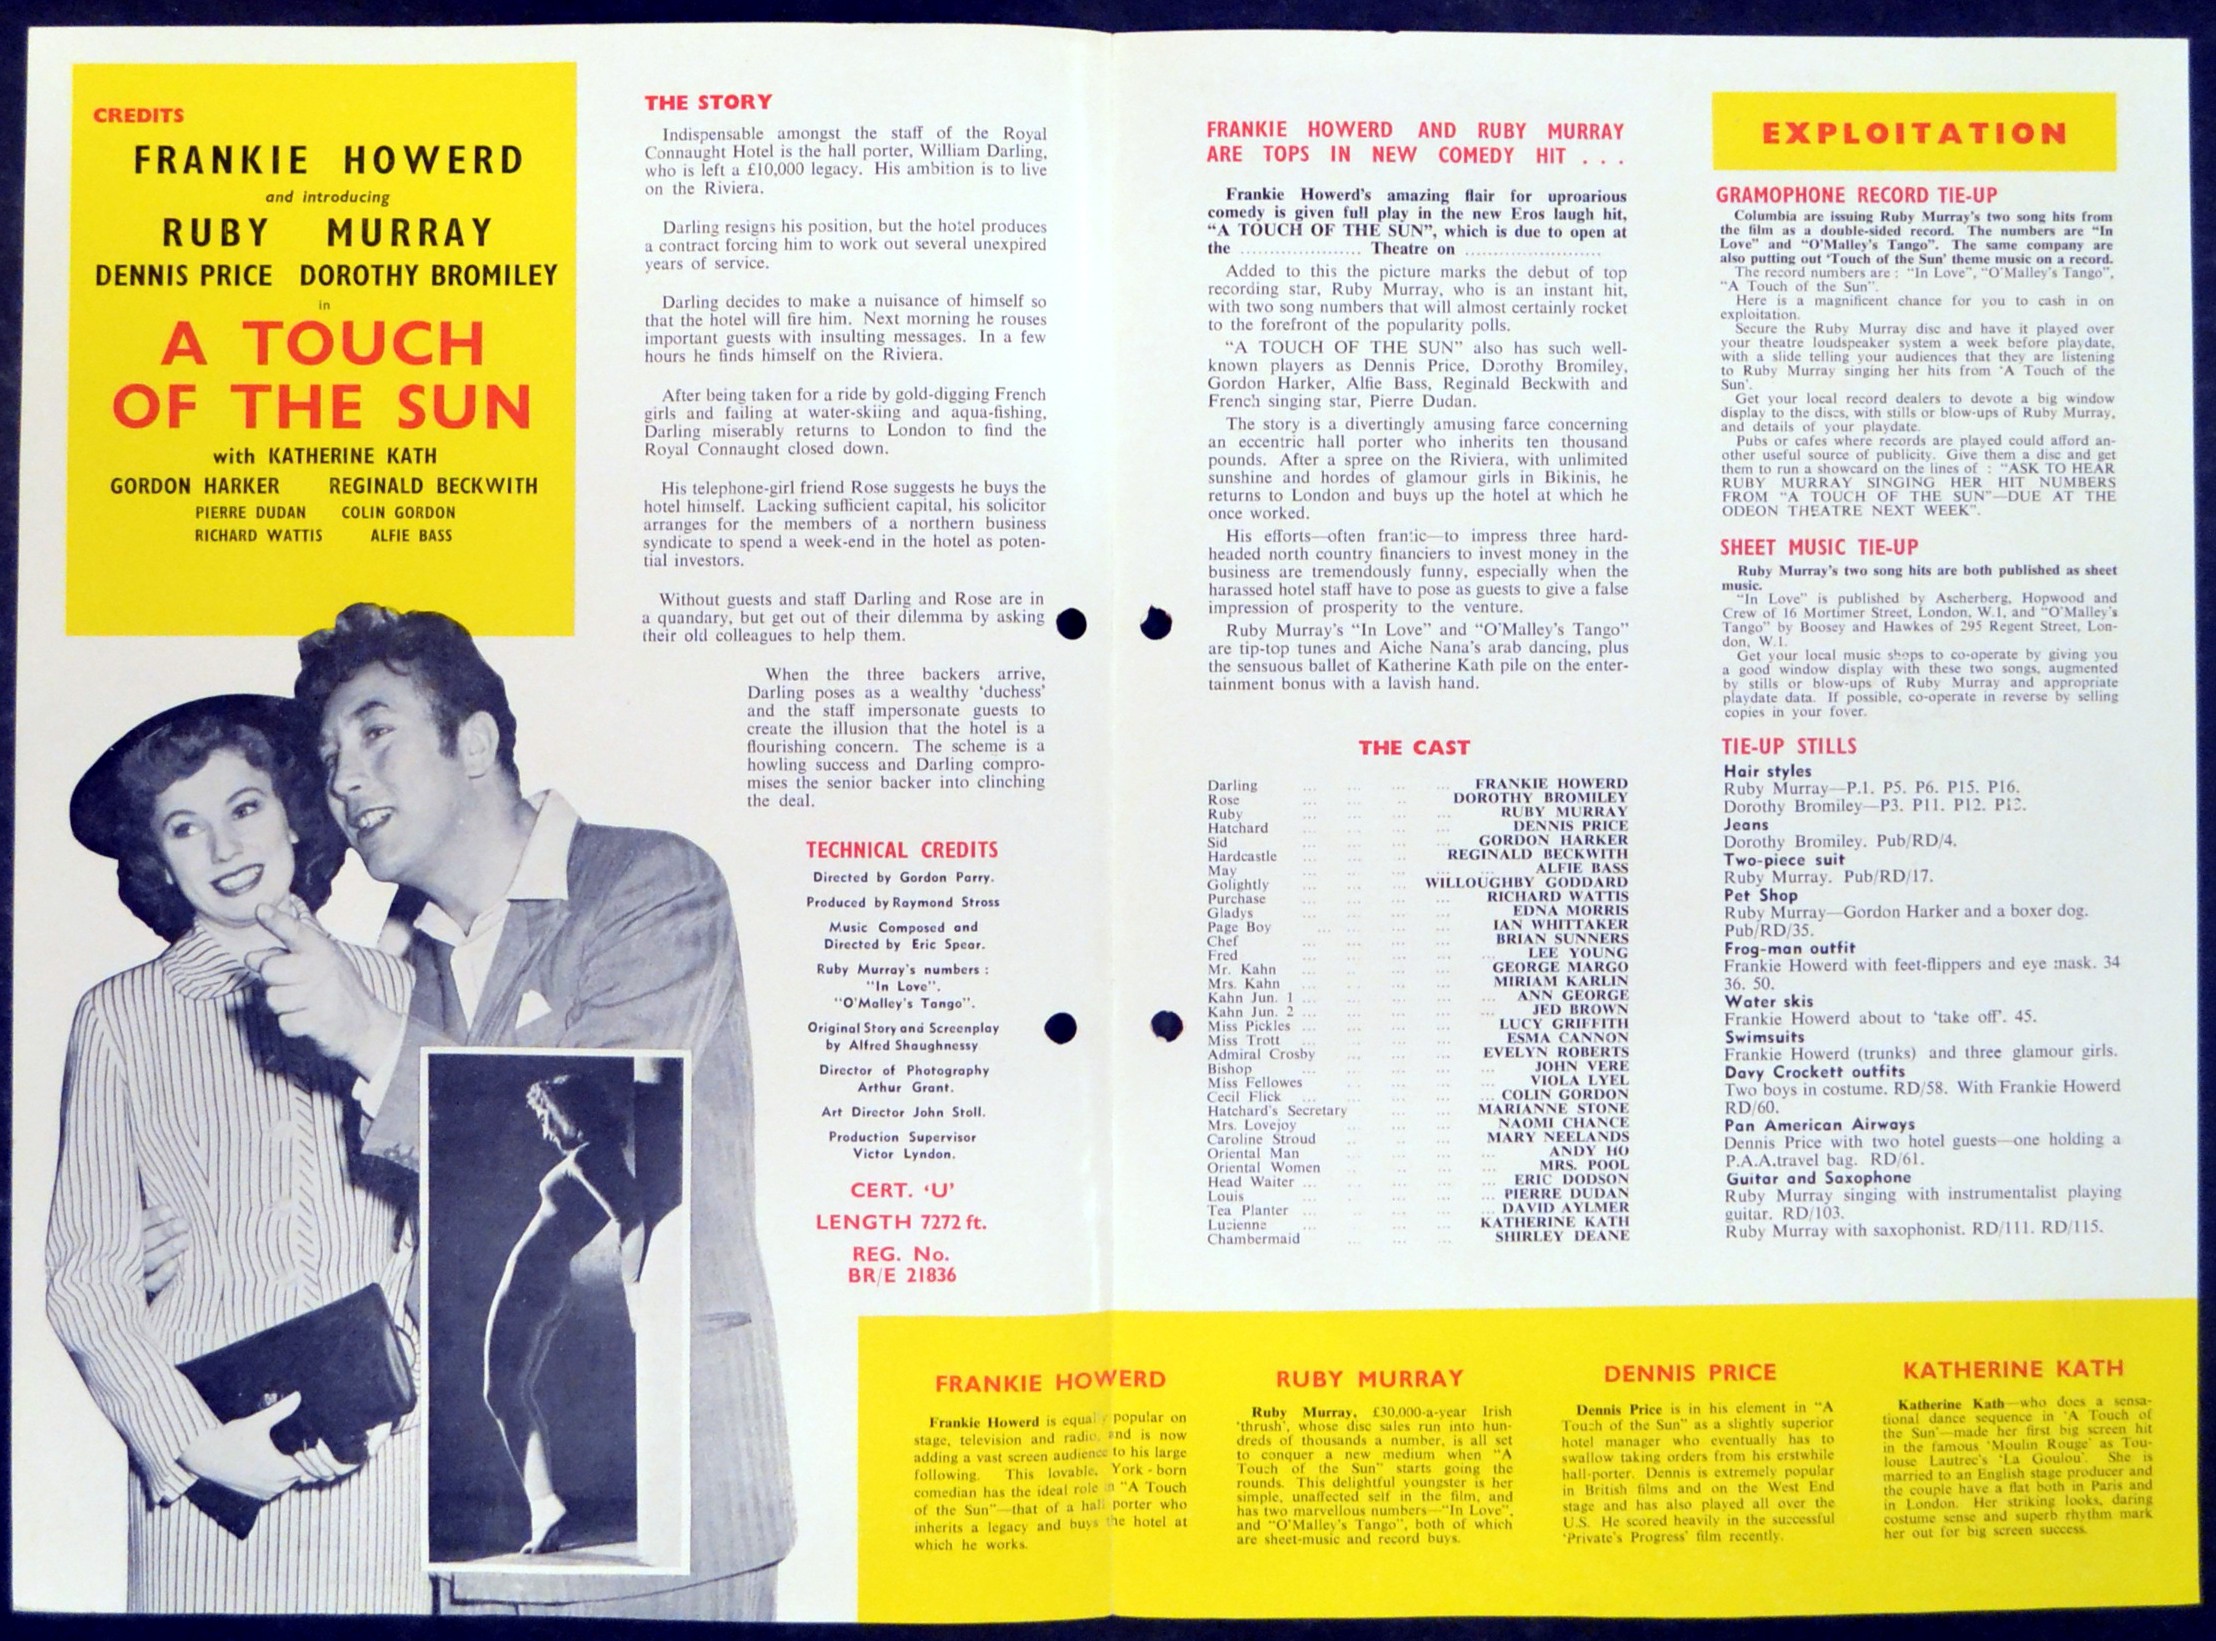 CREDITS
FRANKIE HOWERD
and introducing
RUBY MURRAY
DENNIS PRICE DOROTHY BROMILEY
in
A TOUCH
OF THE SUN
with KATHERINE KATH
GORDON HARKER REGINALD BECKWITH
PIERRE DUDAN COLIN GORDON
RICHARD WATTIS ALFIE BASS
THE STORY
Indispensable amongst the staff of the Royal
Connaught Hotel is the hall porter, William Darling,
who is left a £10,000 legacy. His ambition is to live
on the Riviera.
Darling resigns his position, but the hotel produces
a contract forcing him to work out several unexpired
years of service.
Darling decides to make a nuisance of himself so
that the hotel will fire him. Next morning he rouses
important guests with insulting messages. In a few
hours he finds himself on the Riviera.
After being taken for a ride by gold-digging French
girls and failing at water-skiing and aqua-fishing,
Darling miserably returns to London to find the
Royal Connaught closed down.
His telephone-girl friend Rose suggests he buys the
hotel himself. Lacking sufficient capital, his solicitor
arranges for the members of a northern business
syndicate to spend a week-end in the hotel as poten-
tial investors.
Without guests and staff Darling and Rose are in
a quandary, but get out of their dilemma by asking
their old colleagues to help them.
When the three backers arrive,
Darling poses as a wealthy 'duchess'
and the staff impersonate guests to
create the illusion that the hotel is a
flourishing concern. The scheme is a
howling success and Darling compro-
mises the senior backer into clinching
the deal.
TECHNICAL CREDITS
Directed by Gordon Parry.
Produced by Raymond Stross
Music Composed and
Directed by Eric Spear.
Ruby Murray's numbers :
"In Love".
"O'Malley's Tango".
Original Story and Screenplay
by Alfred Shaughnessy
Director of Photography
Arthur Grant.
Art Director John Stoll.
Production Supervisor
Victor Lyndon.
CERT. 'U'
LENGTH 7272 ft.
REG. No.
BR/E 21836
FRANKIE HOWERD AND RUBY MURRAY
ARE TOPS IN NEW COMEDY HIT . . .
Frankie Howerd's amazing flair for uproarious
comedy is given full play in the new Eros laugh hit,
"A TOUCH OF THE SUN", which is due to open at
the ..................... Theatre on ........................
Added to this the picture marks the debut of top
recording star, Ruby Murray, who is an instant hit,
with two song numbers that will almost certainly rocket
to the forefront of the popularity polls.
"A TOUCH OF THE SUN" also has such well-
known players as Dennis Price, Dorothy Bromiley,
Gordon Harker, Alfie Bass, Reginald Beckwith and
French singing star, Pierre Dudan.
The story is a divertingly amusing farce concerning
an eccentric hall porter who inherits ten thousand
pounds. After a spree on the Riviera, with unlimited
sunshine and hordes of glamour girls in Bikinis, he
returns to London and buys up the hotel at which he
once worked.
His efforts—often frantic—to impress three hard-
headed north country financiers to invest money in the
business are tremendously funny, especially when the
harassed hotel staff have to pose as guests to give a false
impression of prosperity to the venture.
Ruby Murray's "In Love" and "O'Malley's Tango"
are tip-top tunes and Aiche Nana's arab dancing, plus
the sensuous ballet of Katherine Kath pile on the enter-
tainment bonus with a lavish hand.
THE CAST
Darling ... ... ... FRANKIE HOWERD
Rose ... ... ... DOROTHY BROMILEY
Ruby ... ... ... RUBY MURRAY
Hatchard ... ... ... DENNIS PRICE
Sid ... ... ... GORDON HARKER
Hardcastle ... ... ... REGINALD BECKWITH
May ... ... ... ALFIE BASS
Golightly ... ... ... WILLOUGHBY GODDARD
Purchase ... ... ... RICHARD WATTIS
Gladys ... ... ... EDNA MORRIS
Page Boy ... ... ... IAN WHITTAKER
Chef ... ... ... BRIAN SUNNERS
Fred ... ... ... LEE YOUNG
Mr. Kahn ... ... ... GEORGE MARGO
Mrs. Kahn ... ... ... MIRIAM KARLIN
Kahn Jun. 1 ... ... ... ANN GEORGE
Kahn Jun. 2 ... ... ... JED BROWN
Miss Pickles ... ... ... LUCY GRIFFITH
Miss Trott ... ... ... ESMA CANNON
Admiral Crosby ... ... EVELYN ROBERTS
Bishop ... ... ... JOHN VERE
Miss Fellowes ... ... VIOLA LYEL
Cecil Flick ... ... ... COLIN GORDON
Hatchard's Secretary ... ... MARIANNE STONE
Mrs. Lovejoy ... ... NAOMI CHANCE
Caroline Stroud ... ... MARY NEELANDS
Oriental Man ... ... ANDY HO
Oriental Women ... ... MRS. POOL
Head Waiter ... ... ... ERIC DODSON
Louis ... ... ... PIERRE DUDAN
Tea Planter ... ... ... DAVID AYLMER
Lucienne ... ... ... KATHERINE KATH
Chambermaid ... ... ... SHIRLEY DEANE
EXPLOITATION
GRAMOPHONE RECORD TIE-UP
Columbia are issuing Ruby Murray's two song hits from
the film as a double-sided record. The numbers are "In
Love" and "O'Malley's Tango". The same company are
also putting out 'Touch of the Sun' theme music on a record.
The record numbers are : "In Love", "O'Malley's Tango",
"A Touch of the Sun".
Here is a magnificent chance for you to cash in on
exploitation.
Secure the Ruby Murray disc and have it played over
your theatre loudspeaker system a week before playdate,
with a slide telling your audiences that they are listening
to Ruby Murray singing her hits from 'A Touch of the
Sun'.
Get your local record dealers to devote a big window
display to the discs, with stills or blow-ups of Ruby Murray,
and details of your playdate.
Pubs or cafes where records are played could afford an-
other useful source of publicity. Give them a disc and get
them to run a showcard on the lines of : "ASK TO HEAR
RUBY MURRAY SINGING HER HIT NUMBERS
FROM "A TOUCH OF THE SUN"—DUE AT THE
ODEON THEATRE NEXT WEEK".
SHEET MUSIC TIE-UP
Ruby Murray's two song hits are both published as sheet
music.
"In Love" is published by Ascherberg, Hopwood and
Crew of 16 Mortimer Street, London, W.1, and "O'Malley's
Tango" by Boosey and Hawkes of 295 Regent Street, Lon-
don, W.1.
Get your local music shops to co-operate by giving you
a good window display with these two songs, augmented
by stills or blow-ups of Ruby Murray and appropriate
playdate data. If possible, co-operate in reverse by selling
copies in your foyer.
TIE-UP STILLS
Hair styles
Ruby Murray—P.1. P5. P6. P15. P16.
Dorothy Bromiley—P3. P11. P12. P13.
Jeans
Dorothy Bromiley. Pub/RD/4.
Two-piece suit
Ruby Murray. Pub/RD/17.
Pet Shop
Ruby Murray—Gordon Harker and a boxer dog.
Pub/RD/35.
Frog-man outfit
Frankie Howerd with feet-flippers and eye mask. 34
36. 50.
Water skis
Frankie Howerd about to 'take off'. 45.
Swimsuits
Frankie Howerd (trunks) and three glamour girls.
Davy Crockett outfits
Two boys in costume. RD/58. With Frankie Howerd
RD/60.
Pan American Airways
Dennis Price with two hotel guests—one holding a
P.A.A.travel bag. RD/61.
Guitar and Saxophone
Ruby Murray singing with instrumentalist playing
guitar. RD/103.
Ruby Murray with saxophonist. RD/111. RD/115.
FRANKIE HOWERD
Frankie Howerd is equally popular on
stage, television and radio, and is now
adding a vast screen audience to his large
following. This lovable, York-born
comedian has the ideal role in "A Touch
of the Sun"—that of a hall porter who
inherits a legacy and buys the hotel at
which he works.
RUBY MURRAY
Ruby Murray, £30,000-a-year Irish
'thrush', whose disc sales run into hun-
dreds of thousands a number, is all set
to conquer a new medium when "A
Touch of the Sun" starts going the
rounds. This delightful youngster is her
simple, unaffected self in the film, and
has two marvellous numbers—"In Love",
and "O'Malley's Tango", both of which
are sheet-music and record buys.
DENNIS PRICE
Dennis Price is in his element in "A
Touch of the Sun" as a slightly superior
hotel manager who eventually has to
swallow taking orders from his erstwhile
hall-porter. Dennis is extremely popular
in British films and on the West End
stage and has also played all over the
U.S. He scored heavily in the successful
'Private's Progress' film recently.
KATHERINE KATH
Katherine Kath—who does a sensa-
tional dance sequence in 'A Touch of
the Sun'—made her first big screen hit
in the famous 'Moulin Rouge' as Tou-
louse Lautrec's 'La Goulou'. She is
married to an English stage producer and
the couple have a flat both in Paris and
in London. Her striking looks, daring
costume sense and superb rhythm mark
her out for big screen success.